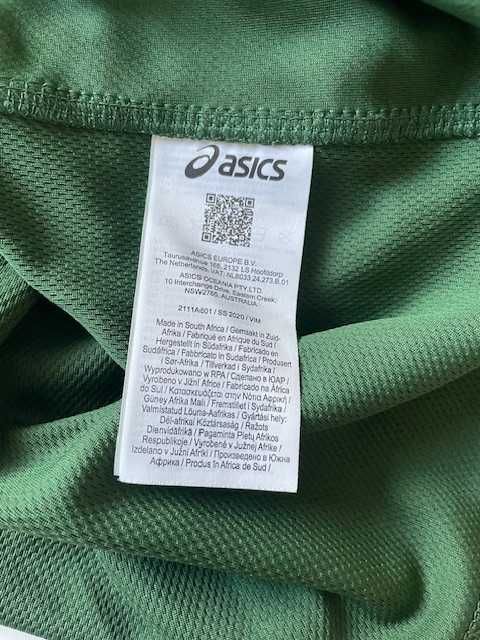 asics
ASICS EUROPE B.V.
Taurusavenue 165, 2132 LS Hoofddorp
The Netherlands, VAT: NL8033.24.273.B.01
ASICS OCEANIA PTY.LTD.
10 Interchange Drive, Eastern Creek,
NSW2766, AUSTRALIA
2111A601 / SS 2020 / VIM
Made in South Africa / Gemaakt in Zuid-
Afrika / Fabriqué en Afrique du Sud /
Hergestellt in Südafrika / Fabricado en
Sudáfrica / Fabbricato in Sudafrica / Produsert
i Sør-Afrika / Tillverkad i Sydafrika /
Wyprodukowano w RPA / Сделано в ЮАР /
Vyrobeno v Jižní Africe / Fabricado na África
do Sul / Κατασκευάζεται στην Νότια Αφρική /
Güney Afrika Mali / Fremstillet i Sydafrika /
Valmistatud Lõuna-Aafrikas / Gyártási hely:
Dél-afrikai Köztársaság / Ražots
Dienvidāfrikā / Pagaminta Pietų Afrikos
Respublikoje / Vyrobené v Južnej Afrike /
Izdelano v Južni Afriki / Произведено в Южна
Африка / Produs în Africa de Sud /